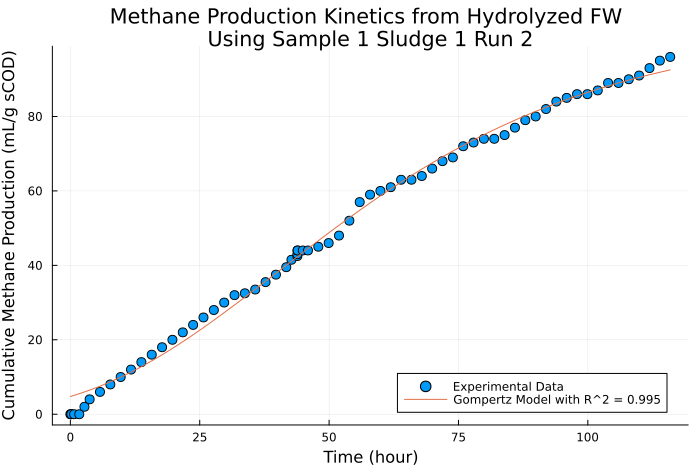 Methane Production Kinetics from Hydrolyzed FW
Using Sample 1 Sludge 1 Run 2
Cumulative Methane Production (mL/g sCOD)
80
60
40
20
0
0 25 50 75 100
Time (hour)
Experimental Data
Gompertz Model with R^2 = 0.995